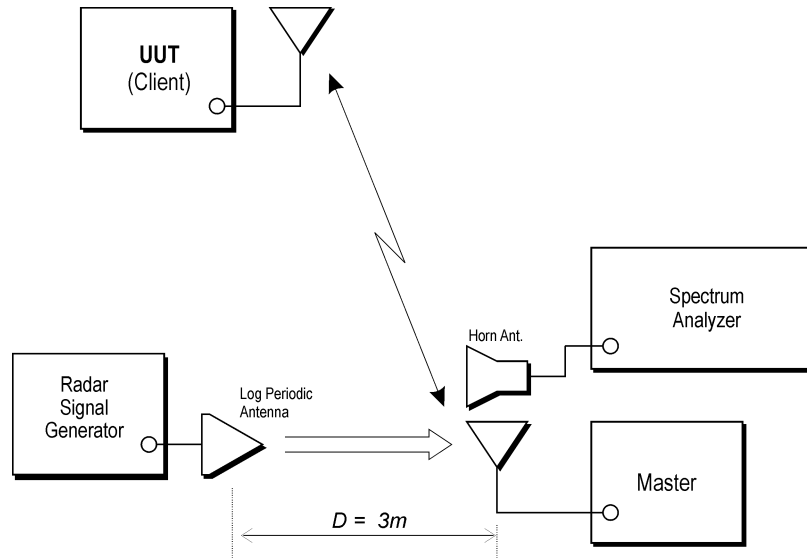 UUT
(Client)
Spectrum
Analyzer
Horn Ant.
Radar
Signal
Generator
Log Periodic
Antenna
Master
D = 3m